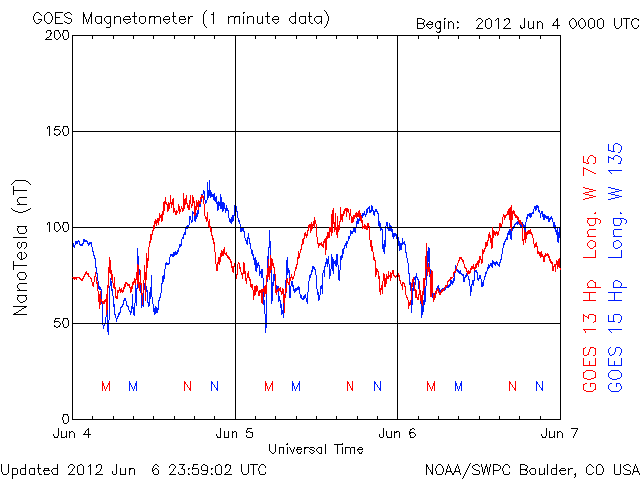 GOES Magnetometer (1 minute data)
Begin: 2012 Jun 4 0000 UTC
200
150
100
50
0
NanoTesla (nT)
M M N N M M N N M M N N
Jun 4 Jun 5 Jun 6 Jun 7
Universal Time
GOES 13 Hp Long. W 75
GOES 15 Hp Long. W 135
Updated 2012 Jun 6 23:59:02 UTC
NOAA/SWPC Boulder, CO USA